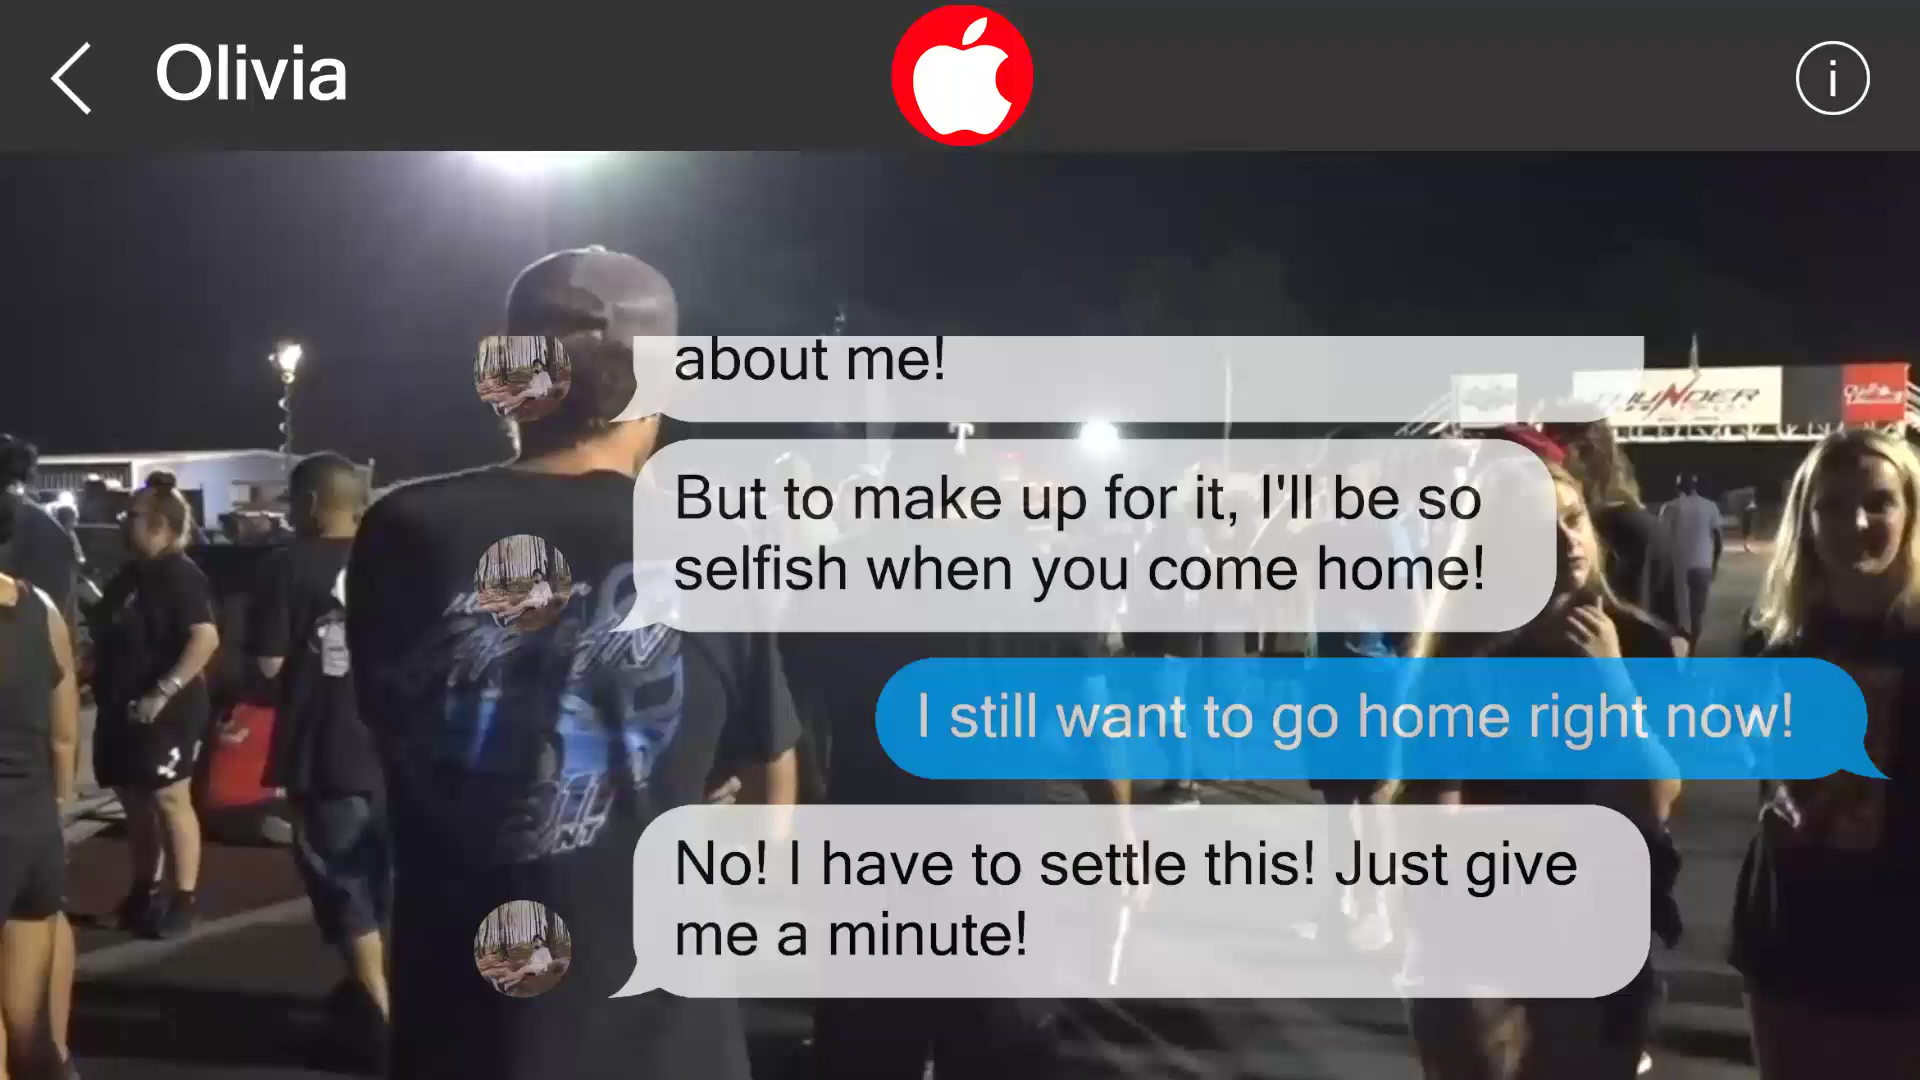 Olivia
i
about me!
But to make up for it, I'll be so
selfish when you come home!
I still want to go home right now!
No! I have to settle this! Just give
me a minute!
THUNDER